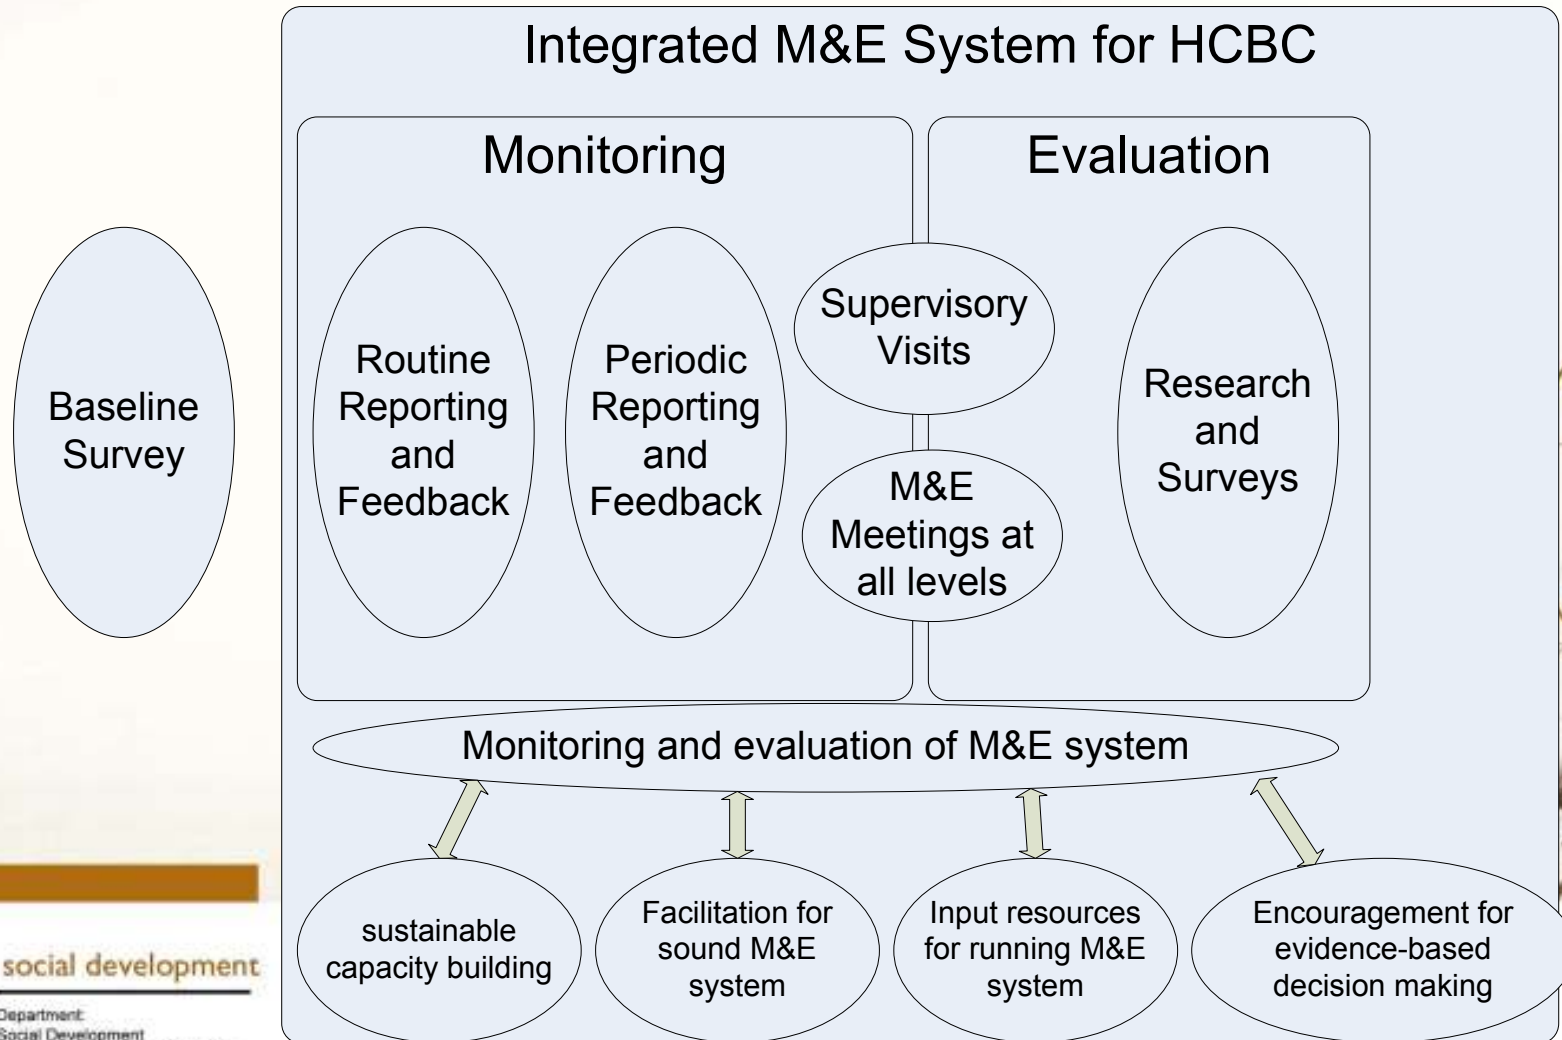 Integrated M&E System for HCBC
Monitoring
Evaluation
Baseline
Survey
Routine
Reporting
and
Feedback
Periodic
Reporting
and
Feedback
Supervisory
Visits
M&E
Meetings at
all levels
Research
and
Surveys
Monitoring and evaluation of M&E system
sustainable
capacity building
Facilitation for
sound M&E
system
Input resources
for running M&E
system
Encouragement for
evidence-based
decision making
social development
Department:
Social Development